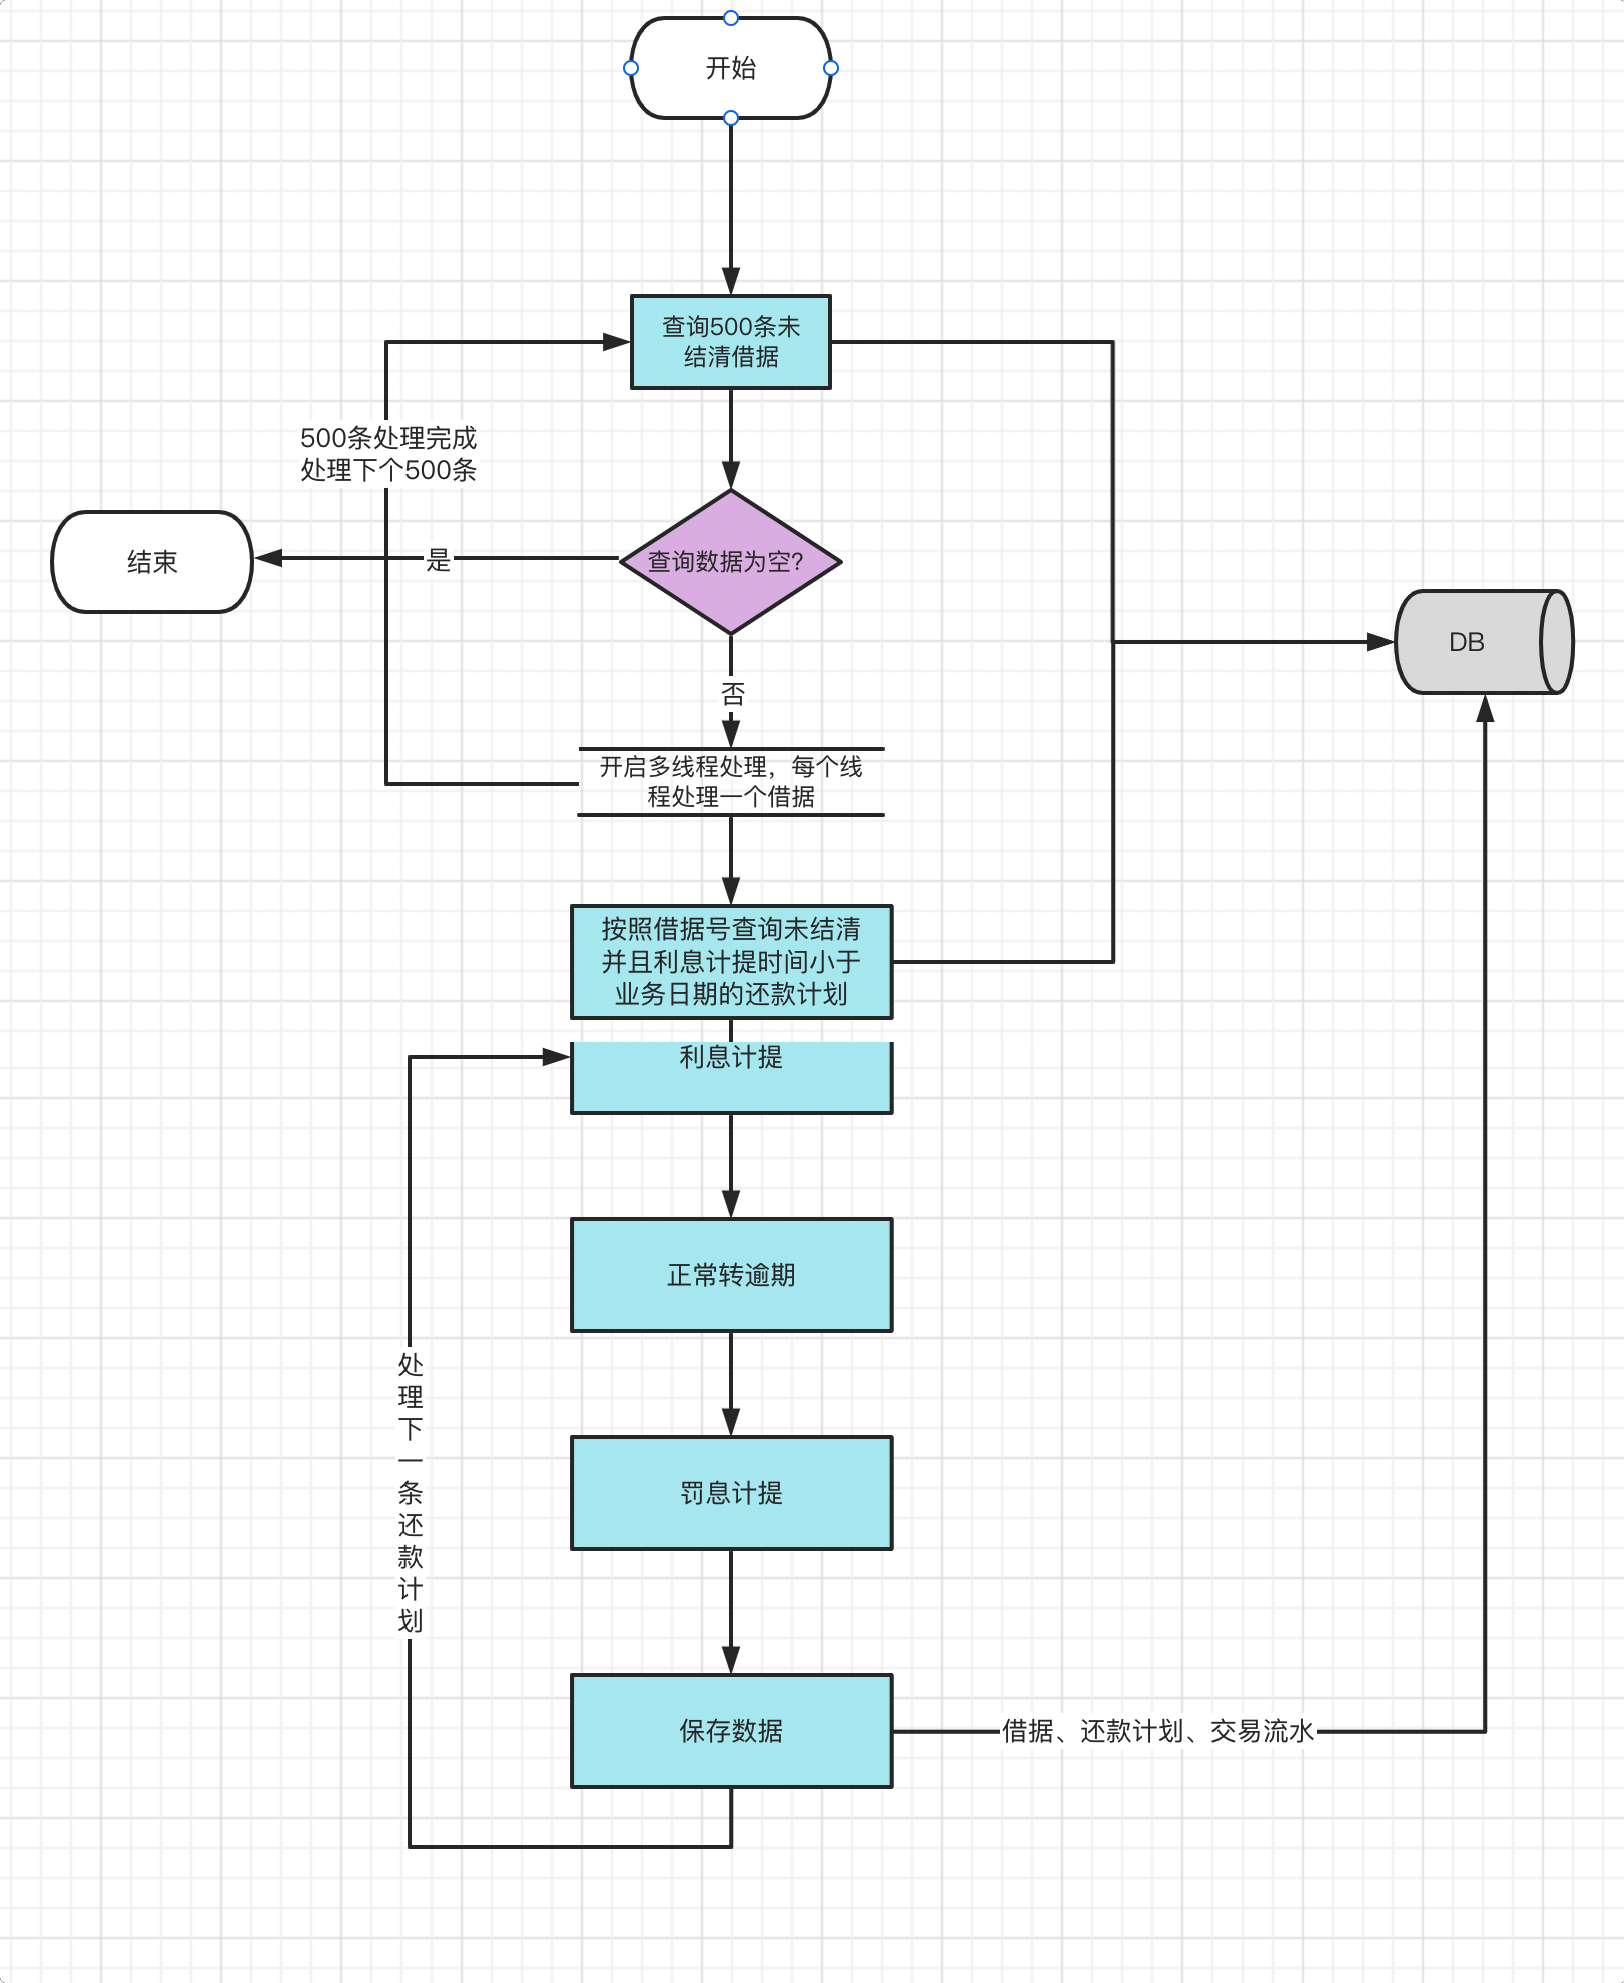 开始
查询500条未
结清借据
500条处理完成
处理下个500条
结束
是
查询数据为空?
DB
否
开启多线程处理，每个线
程处理一个借据
按照借据号查询未结清
并且利息计提时间小于
业务日期的还款计划
利息计提
正常转逾期
处理下一条还款计划
罚息计提
保存数据
借据、还款计划、交易流水